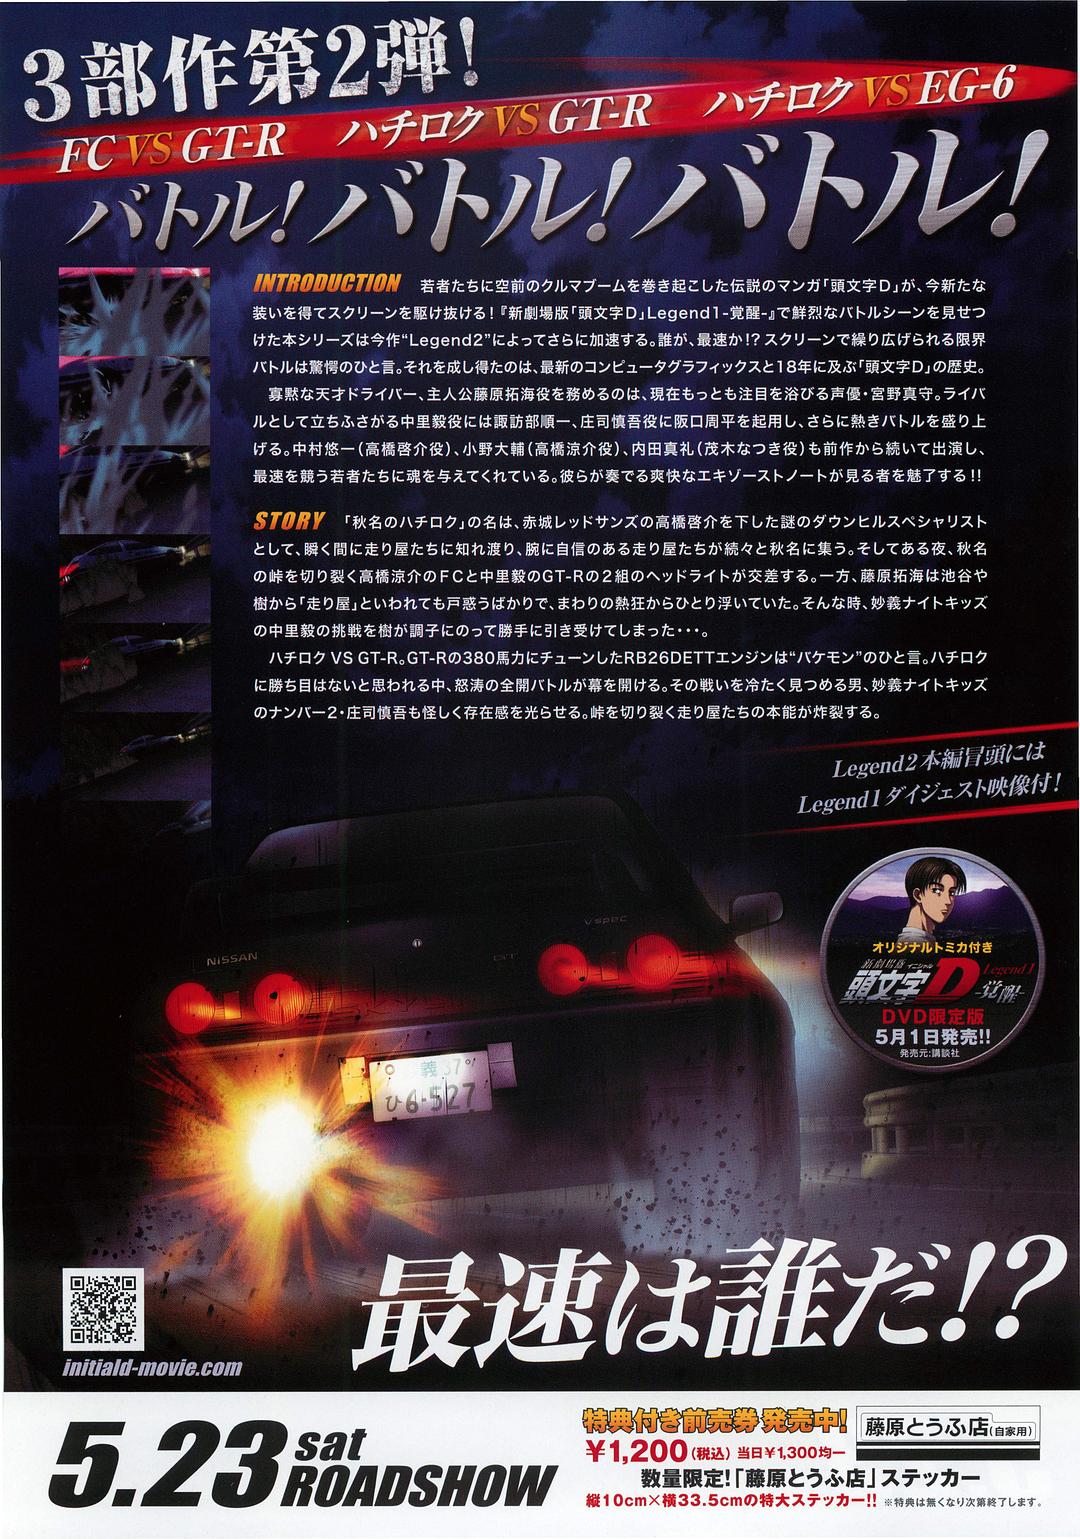 3部作第2弾!
FC VS GT-R ハチロク VS GT-R ハチロク VS EG-6
バトル! バトル! バトル!
INTRODUCTION 若者たちに空前のクルマブームを巻き起こした伝説のマンガ「頭文字D」が、今新たな
装いを得てスクリーンを駆け抜ける!『新劇場版「頭文字D」Legend1-覚醒-』で鮮烈なバトルシーンを見せつ
けた本シリーズは今作“Legend2”によってさらに加速する。誰が、最速か!? スクリーンで繰り広げられる限界
バトルは驚愕のひと言。それを成し得たのは、最新のコンピュータグラフィックスと18年に及ぶ「頭文字D」の歴史。
寡黙な天才ドライバー、主人公藤原拓海役を務めるのは、現在もっとも注目を浴びる声優・宮野真守。ライバ
ルとして立ちふさがる中里毅役には諏訪部順一、庄司慎吾役に阪口周平を起用し、さらに熱きバトルを盛り上
げる。中村悠一(高橋啓介役)、小野大輔(高橋涼介役)、内田真礼(茂木なつき役)も前作から続いて出演し、
最速を競う若者たちに魂を与えてくれている。彼らが奏でる爽快なエキゾーストノートが見る者を魅了する!!
STORY 「秋名のハチロク」の名は、赤城レッドサンズの高橋啓介を下した謎のダウンヒルスペシャリスト
として、瞬く間に走り屋たちに知れ渡り、腕に自信のある走り屋たちが続々と秋名に集う。そしてある夜、秋名
の峠を切り裂く高橋涼介のFCと中里毅のGT-Rの2組のヘッドライトが交差する。一方、藤原拓海は池谷や
樹から「走り屋」といわれても戸惑うばかりで、まわりの熱狂からひとり浮いていた。そんな時、妙義ナイトキッズ
の中里毅の挑戦を樹が調子にのって勝手に引き受けてしまった・・・。
ハチロク VS GT-R。GT-Rの380馬力にチューンしたRB26DETTエンジンは“バケモン”のひと言。ハチロク
に勝ち目はないと思われる中、怒涛の全開バトルが幕を開ける。その戦いを冷たく見つめる男、妙義ナイトキッズ
のナンバー2・庄司慎吾も怪しく存在感を光らせる。峠を切り裂く走り屋たちの本能が炸裂する。
Legend2本編冒頭には
Legend1ダイジェスト映像付!
オリジナルトミカ付き
新劇場版 イニシャル
頭文字D Legend1
-覚醒-
DVD限定版
5月1日発売!!
発売元:講談社
Vspec
NISSAN GT
義 37
ひ 6-527
最速は誰だ!?
initiald-movie.com
5.23 sat
ROADSHOW
特典付き前売券 発売中!
¥1,200(税込) 当日¥1,300均一
藤原とうふ店(自家用)
数量限定!「藤原とうふ店」ステッカー
縦10cm×横33.5cmの特大ステッカー!! ※特典は無くなり次第終了します。